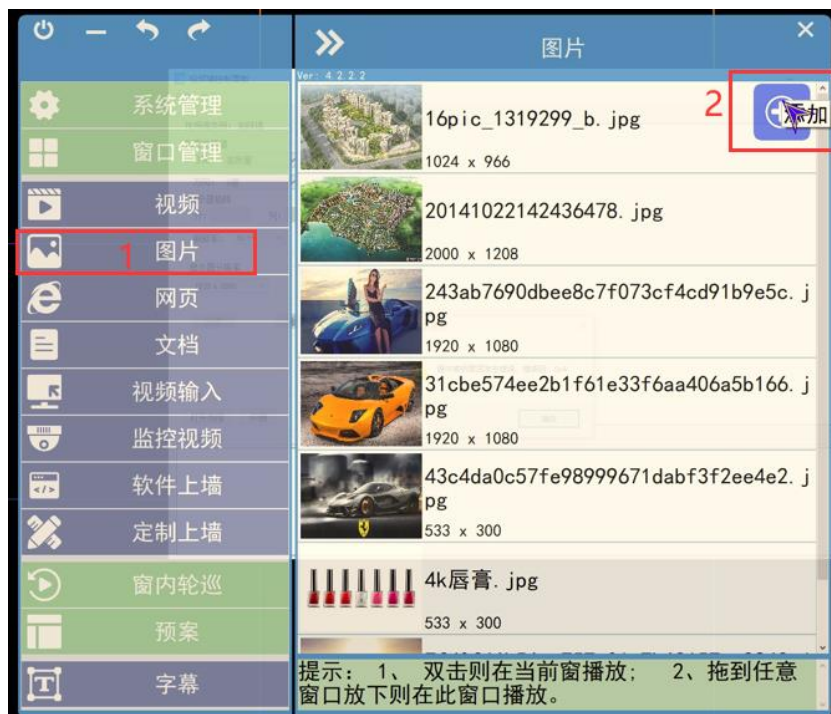 图片
Ver: 4.2.2.2
系统管理
窗口管理
视频
1
图片
网页
文档
视频输入
监控视频
软件上墙
定制上墙
窗内轮巡
预案
字幕
2
添加
16pic_1319299_b.jpg
1024 x 966
20141022142436478.jpg
2000 x 1208
243ab7690dbee8c7f073cf4cd91b9e5c.j
pg
1920 x 1080
31cbe574ee2b1f61e33f6aa406a5b166.j
pg
1920 x 1080
43c4da0c57fe98999671dabf3f2ee4e2.j
pg
533 x 300
4k唇膏.jpg
533 x 300
提示: 1、 双击则在当前窗播放; 2、拖到任意
窗口放下则在此窗口播放。